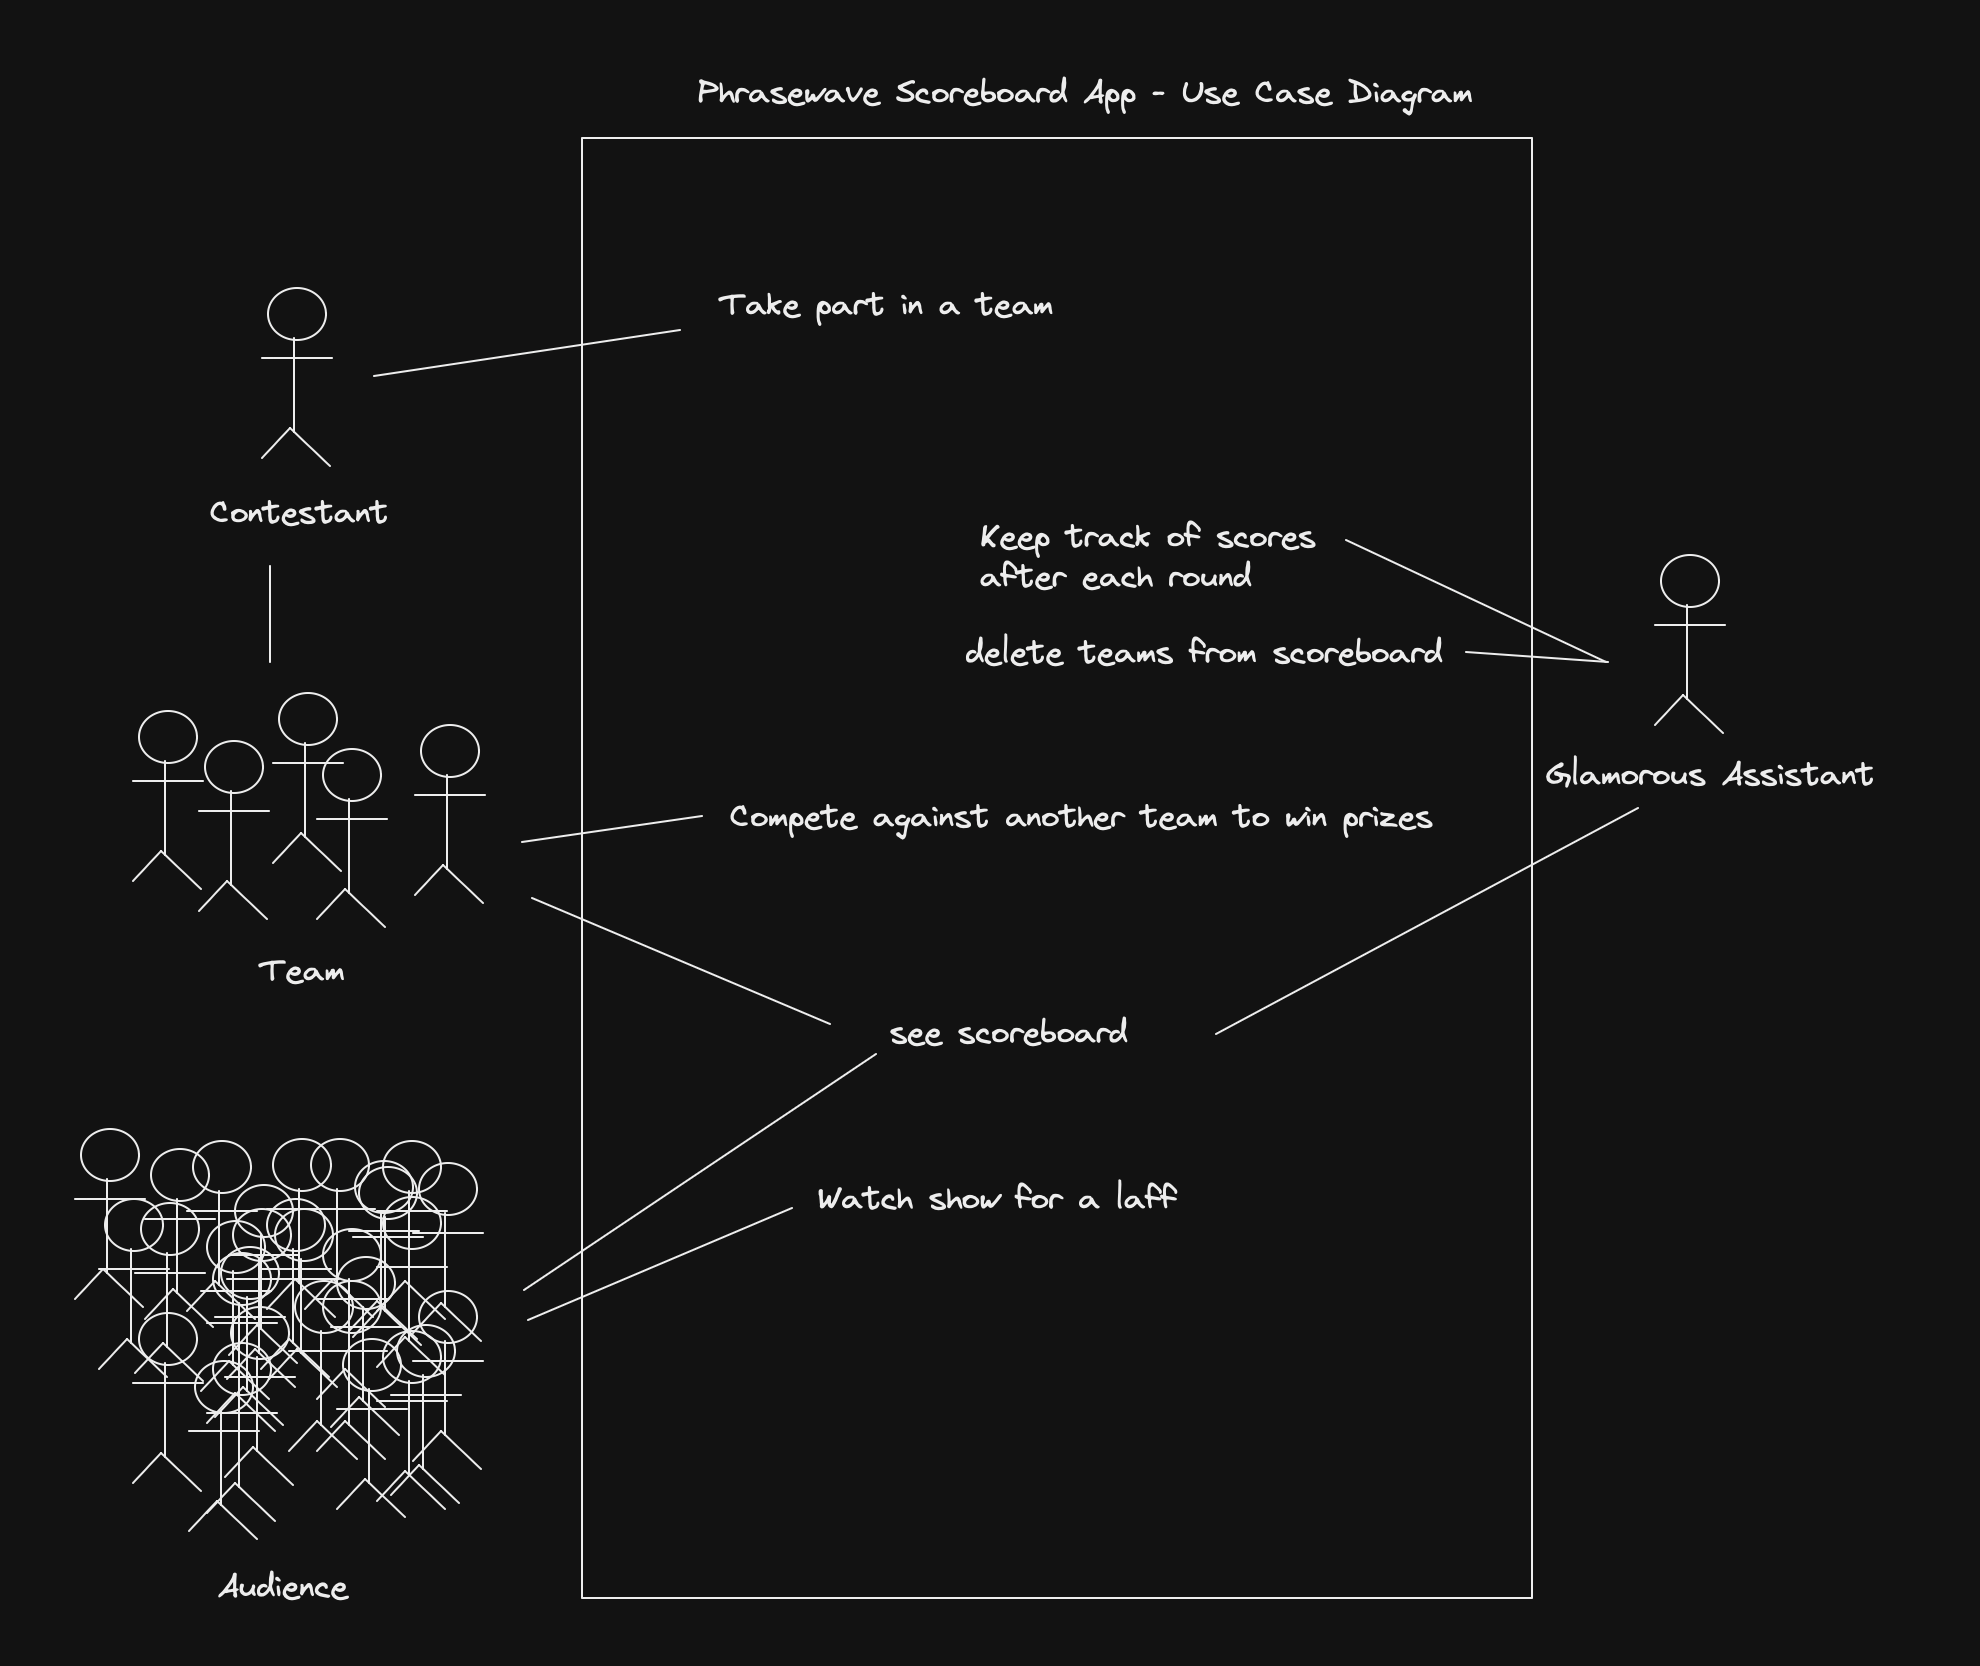 Phrasewave Scoreboard App - Use Case Diagram
Take part in a team
Contestant
Keep track of scores
after each round
delete teams from scoreboard
Glamorous Assistant
Compete against another team to win prizes
Team
see scoreboard
Watch show for a laff
Audience